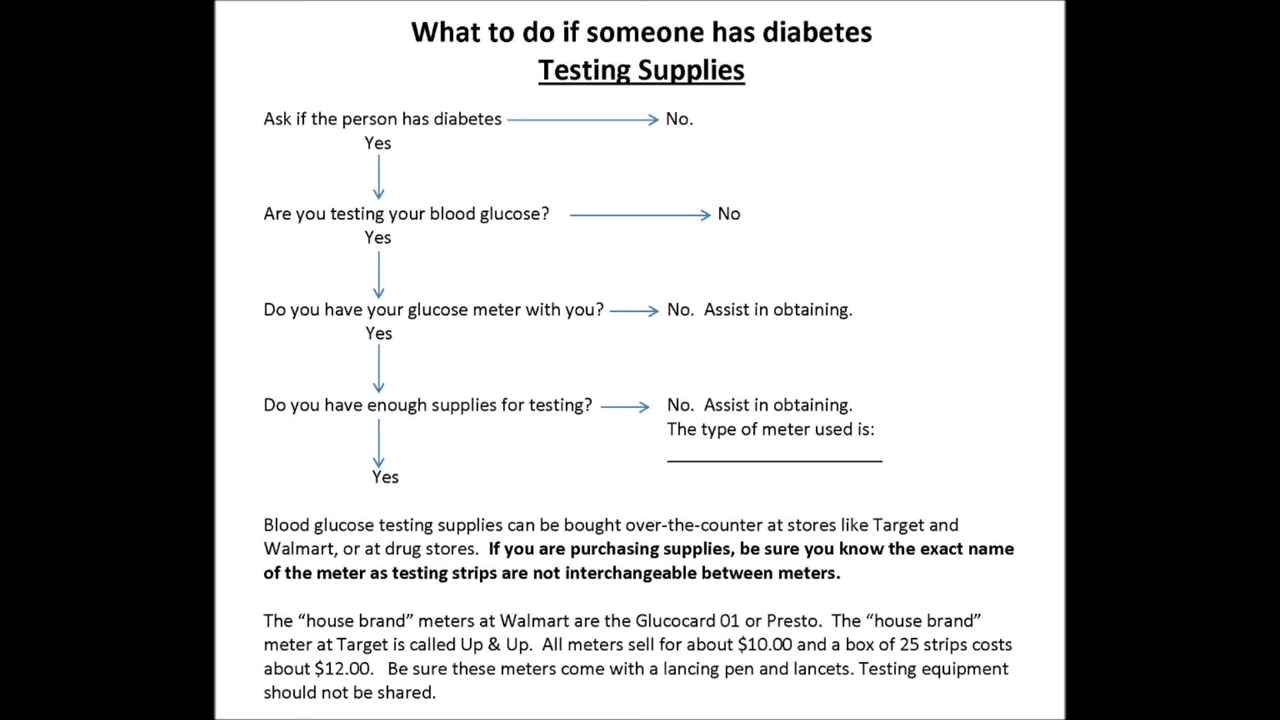 What to do if someone has diabetes
Testing Supplies
Ask if the person has diabetes No.
Yes
Are you testing your blood glucose? No
Yes
Do you have your glucose meter with you? No.  Assist in obtaining.
Yes
Do you have enough supplies for testing? No.  Assist in obtaining.
The type of meter used is:
Yes
Blood glucose testing supplies can be bought over-the-counter at stores like Target and
Walmart, or at drug stores.  If you are purchasing supplies, be sure you know the exact name
of the meter as testing strips are not interchangeable between meters.
The “house brand” meters at Walmart are the Glucocard 01 or Presto.  The “house brand”
meter at Target is called Up & Up.  All meters sell for about $10.00 and a box of 25 strips costs
about $12.00.   Be sure these meters come with a lancing pen and lancets. Testing equipment
should not be shared.